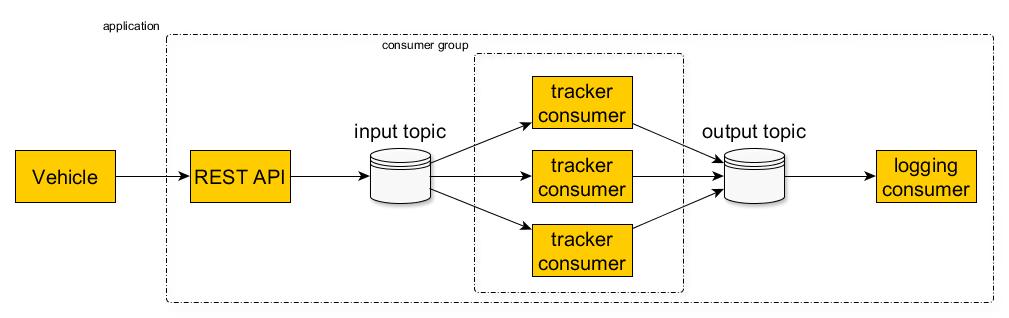 application
consumer group
tracker
consumer
input topic
output topic
Vehicle
REST API
tracker
consumer
logging
consumer
tracker
consumer